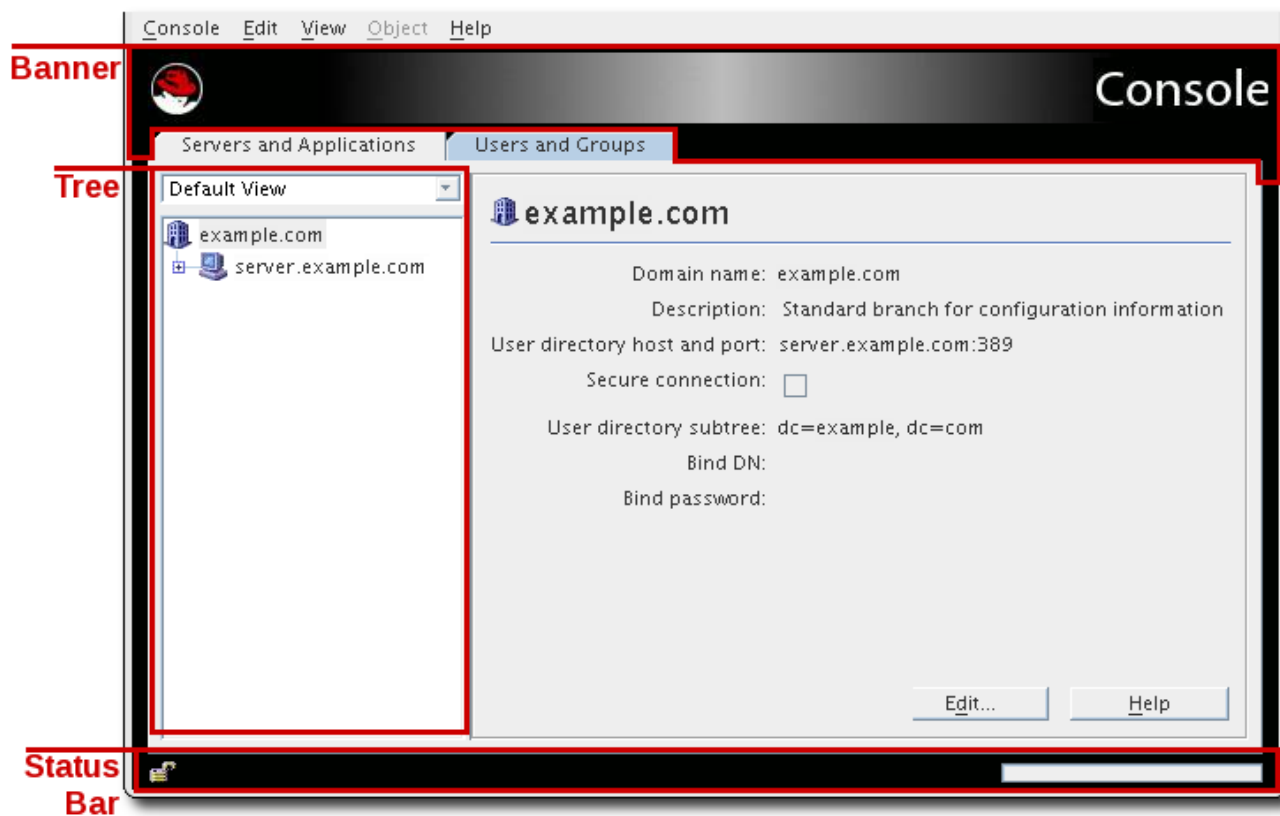 Console Edit View Object Help
Banner
Console
Servers and Applications
Users and Groups
Tree
Default View
example.com
server.example.com
example.com
Domain name: example.com
Description: Standard branch for configuration information
User directory host and port: server.example.com:389
Secure connection:
User directory subtree: dc=example, dc=com
Bind DN:
Bind password:
Edit...
Help
Status
Bar